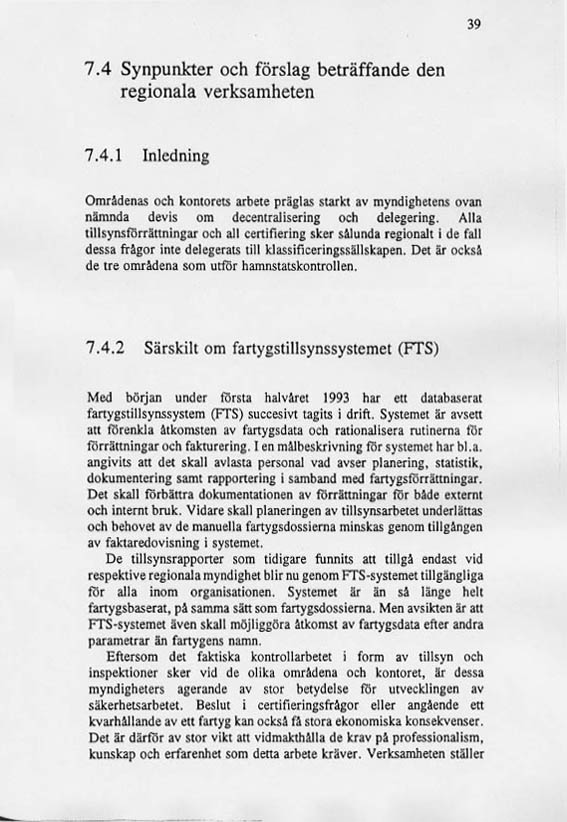 39
7.4 Synpunkter och förslag beträffande den
regionala verksamheten
7.4.1 Inledning
Områdenas och kontorets arbete präglas starkt av myndighetens ovan
nämnda devis om decentralisering och delegering. Alla
tillsynsförrättningar och all certifiering sker sålunda regionalt i de fall
dessa frågor inte delegerats till klassificeringssällskapen. Det är också
de tre områdena som utför hamnstatskontrollen.
7.4.2 Särskilt om fartygstillsynssystemet (FTS)
Med början under första halvåret 1993 har ett databaserat
fartygstillsynssystem (FTS) succesivt tagits i drift. Systemet är avsett
att förenkla åtkomsten av fartygsdata och rationalisera rutinerna för
förrättningar och fakturering. I en målbeskrivning för systemet har bl.a.
angivits att det skall avlasta personal vad avser planering, statistik,
dokumentering samt rapportering i samband med fartygsförrättningar.
Det skall förbättra dokumentationen av förrättningar för både externt
och internt bruk. Vidare skall planeringen av tillsynsarbetet underlättas
och behovet av de manuella fartygsdossierna minskas genom tillgången
av faktaredovisning i systemet.
De tillsynsrapporter som tidigare funnits att tillgå endast vid
respektive regionala myndighet blir nu genom FTS-systemet tillgängliga
för alla inom organisationen. Systemet är än så länge helt
fartygsbaserat, på samma sätt som fartygsdossierna. Men avsikten är att
FTS-systemet även skall möjliggöra åtkomst av fartygsdata efter andra
parametrar än fartygens namn.
Eftersom det faktiska kontrollarbetet i form av tillsyn och
inspektioner sker vid de olika områdena och kontoret, är dessa
myndigheters agerande av stor betydelse för utvecklingen av
säkerhetsarbetet. Beslut i certifieringsfrågor eller angående ett
kvarhållande av ett fartyg kan också få stora ekonomiska konsekvenser.
Det är därför av stor vikt att vidmakthålla de krav på professionalism,
kunskap och erfarenhet som detta arbete kräver. Verksamheten ställer